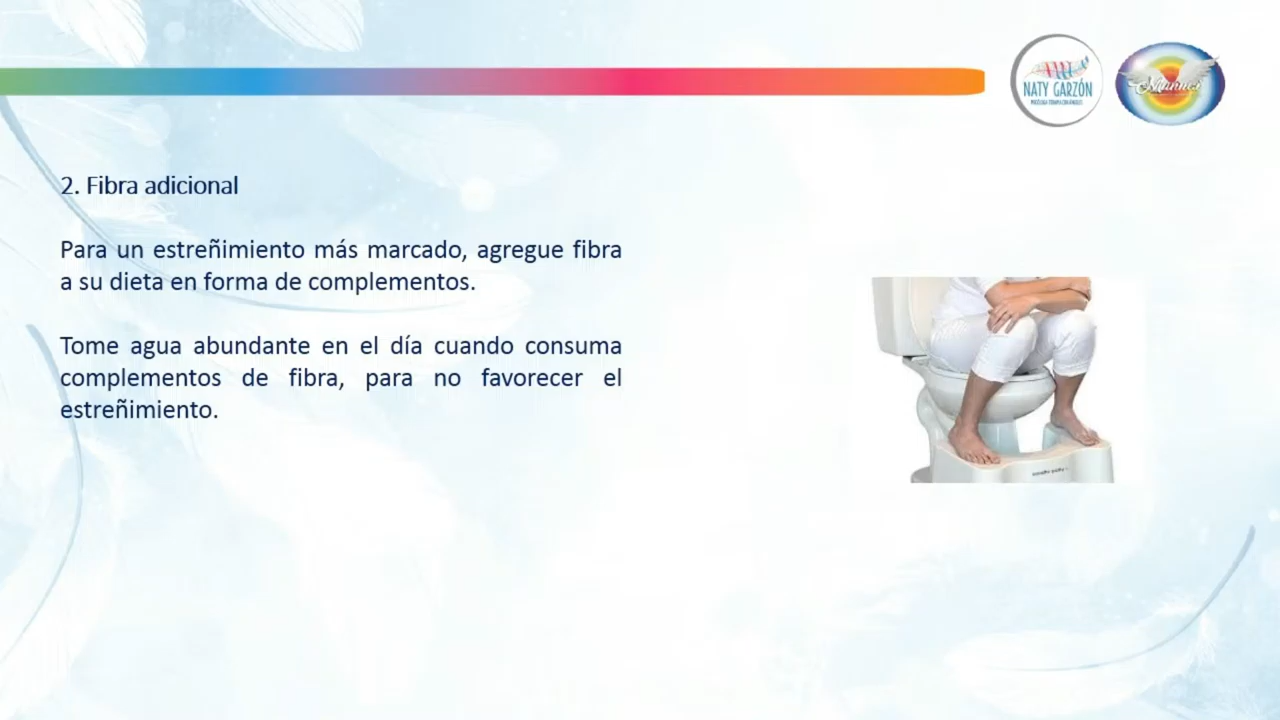 NATY GARZÓN
2. Fibra adicional
Para un estreñimiento más marcado, agregue fibra
a su dieta en forma de complementos.
Tome agua abundante en el día cuando consuma
complementos de fibra, para no favorecer el
estreñimiento.